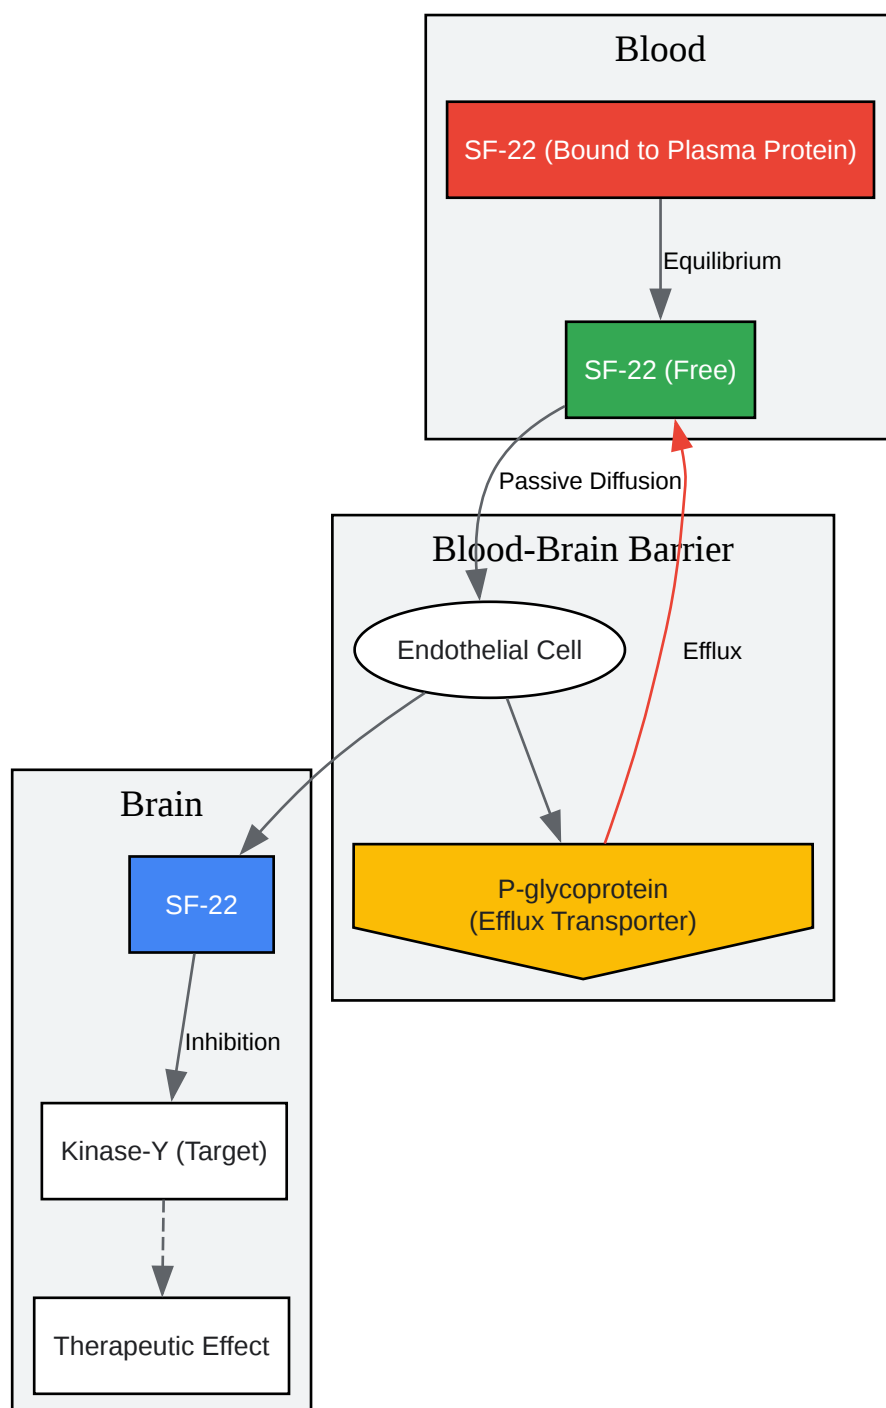 Blood
SF-22 (Bound to Plasma Protein)
Equilibrium
SF-22 (Free)
Passive Diffusion
Blood-Brain Barrier
Endothelial Cell
Efflux
Brain
SF-22
P-glycoprotein
(Efflux Transporter)
Inhibition
Kinase-Y (Target)
Therapeutic Effect